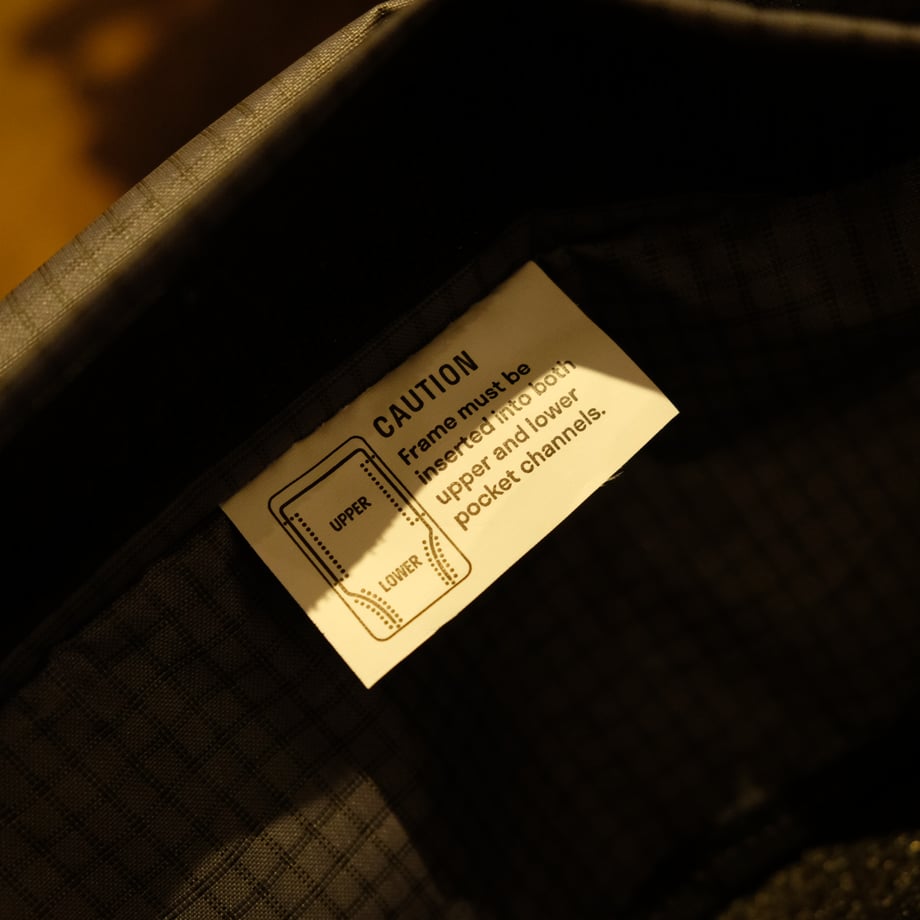 CAUTION
Frame must be
inserted into both
upper and lower
pocket channels.
UPPER
LOWER